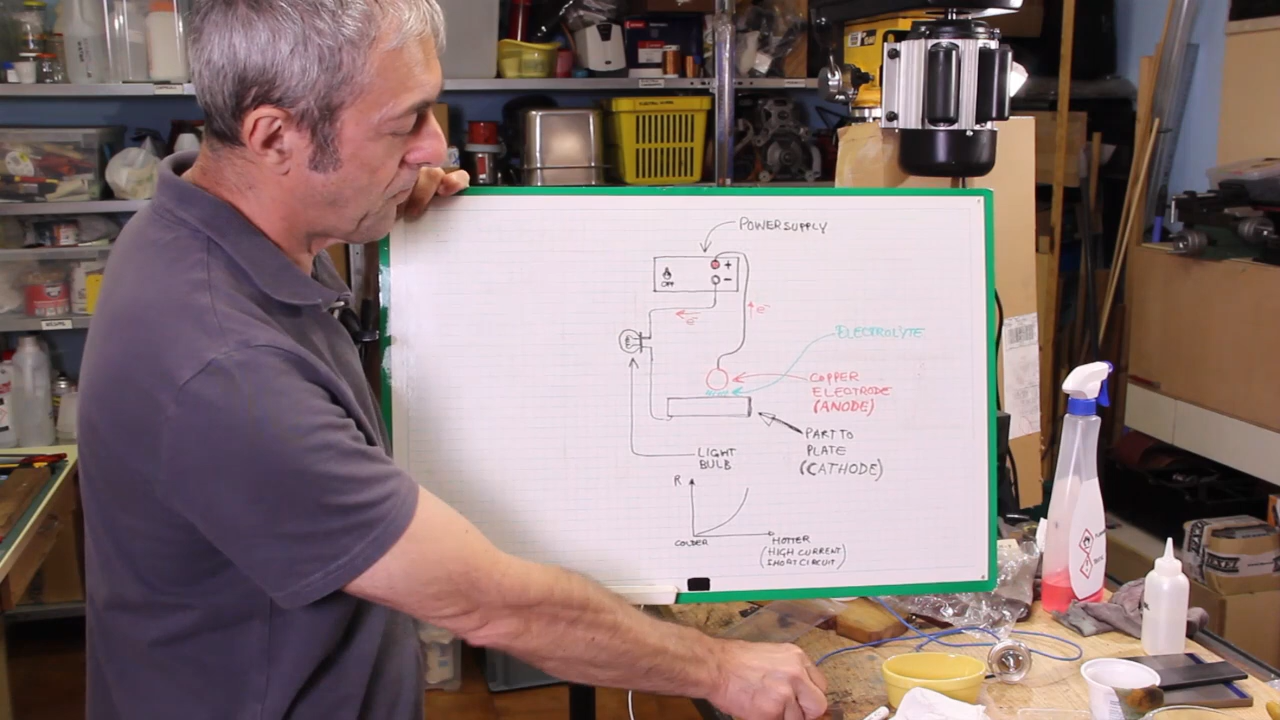 POWER SUPPLY
+
OFF
−
e⁻
e⁻
ELECTROLYTE
COPPER
ELECTRODE
(ANODE)
PART TO
PLATE
(CATHODE)
LIGHT
BULB
R
COLDER
HOTTER
(HIGH CURRENT
SHORT CIRCUIT)